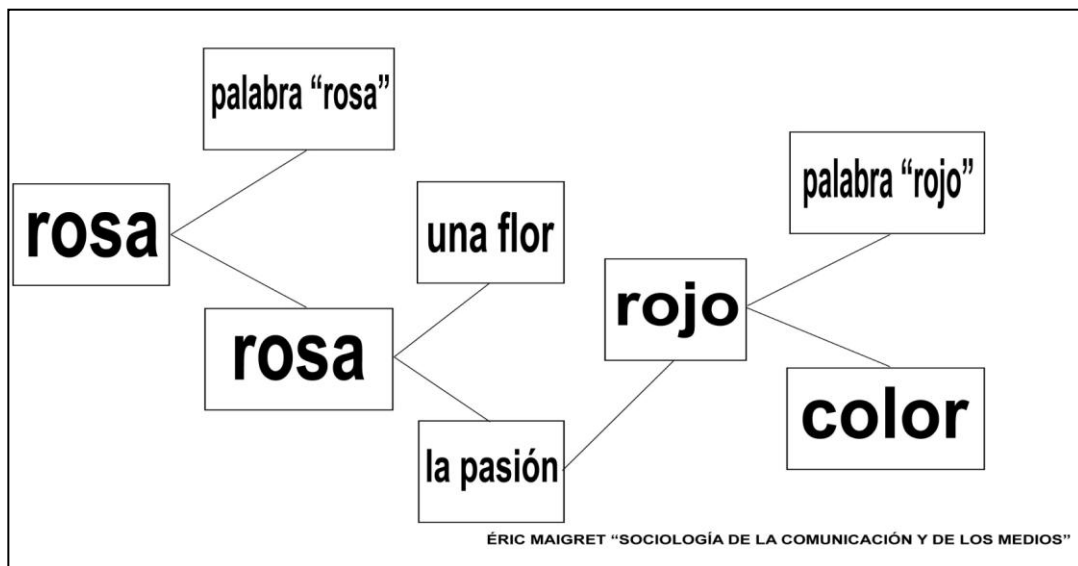 palabra “rosa”
rosa
una flor
rosa
la pasión
palabra “rojo”
rojo
color
ÉRIC MAIGRET “SOCIOLOGÍA DE LA COMUNICACIÓN Y DE LOS MEDIOS”